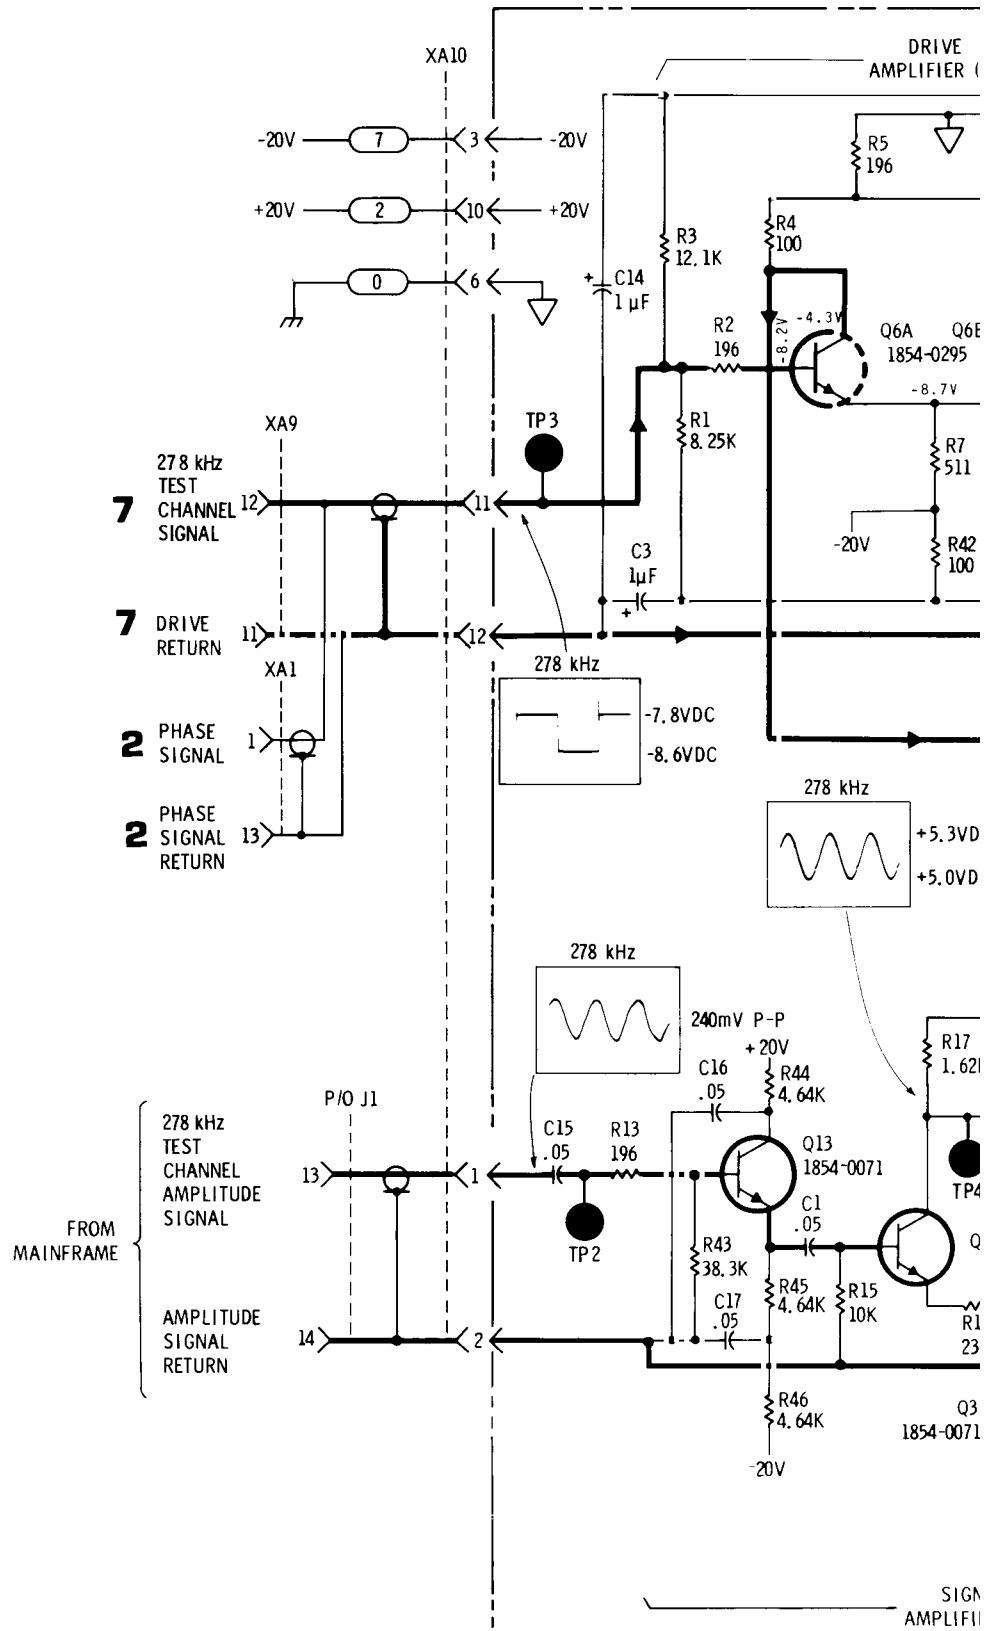 DRIVE
AMPLIFIER (
XA10
-20V
7
3
-20V
R5
196
+20V
2
10
+20V
R4
100
R3
12.1K
0
6
+
C14
1 µF
-4.3V
-8.2V
R2
196
Q6A
1854-0295
-8.7V
XA9
TP3
R1
8.25K
R7
511
278 kHz
TEST
CHANNEL
SIGNAL
7
12
11
-20V
R42
100
C3
1µF
+
7
DRIVE
RETURN
11
12
278 kHz
XA1
-7.8VDC
-8.6VDC
2
PHASE
SIGNAL
1
278 kHz
2
PHASE
SIGNAL
RETURN
13
+5.3VD
+5.0VD
278 kHz
240mV P-P
+20V
R44
4.64K
C16
.05
R17
1.62
P/O J1
278 kHz
TEST
CHANNEL
AMPLITUDE
SIGNAL
13
1
C15
.05
R13
196
Q13
1854-0071
TP2
TP4
FROM
MAINFRAME
C1
.05
R43
38.3K
R45
4.64K
R15
10K
C17
.05
AMPLITUDE
SIGNAL
RETURN
14
2
R46
4.64K
-20V
Q3
1854-0071
SIGN
AMPLIFI